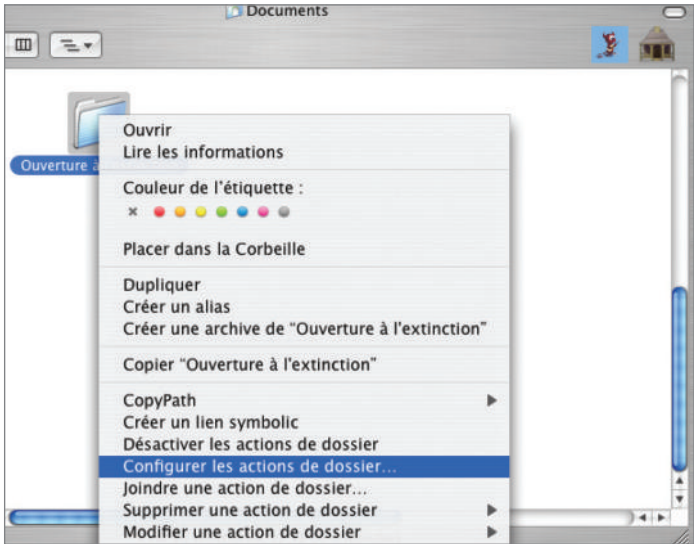 Documents
Ouverture à
Ouvrir
Lire les informations
Couleur de l'étiquette :
Placer dans la Corbeille
Dupliquer
Créer un alias
Créer une archive de “Ouverture à l'extinction”
Copier “Ouverture à l'extinction”
CopyPath
Créer un lien symbolic
Désactiver les actions de dossier
Configurer les actions de dossier...
Joindre une action de dossier...
Supprimer une action de dossier
Modifier une action de dossier